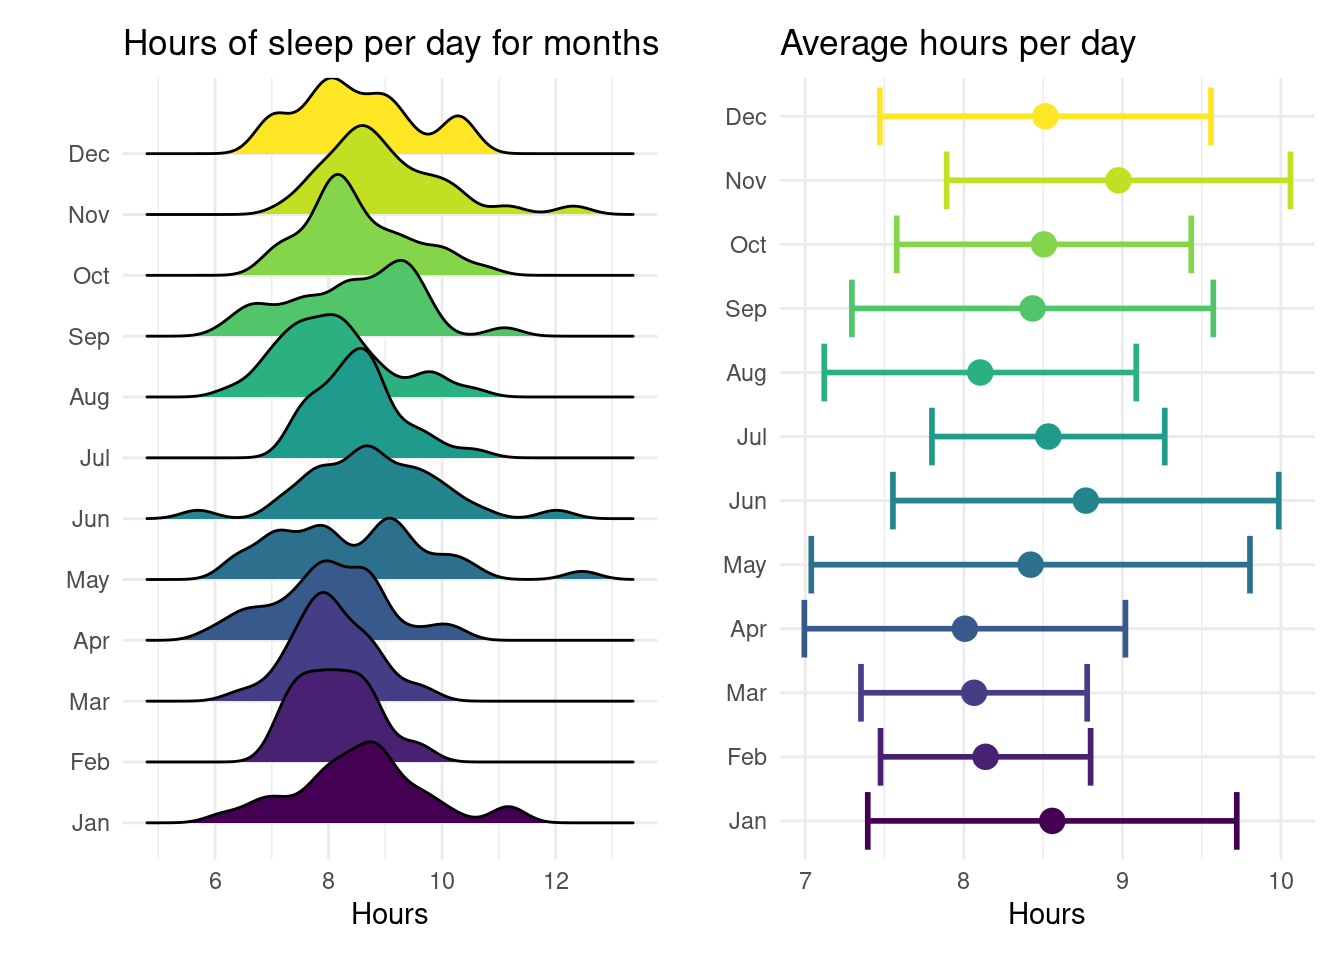 Hours of sleep per day for months
Dec
Nov
Oct
Sep
Aug
Jul
Jun
May
Apr
Mar
Feb
Jan
6 8 10 12
Hours
Average hours per day
Dec
Nov
Oct
Sep
Aug
Jul
Jun
May
Apr
Mar
Feb
Jan
7 8 9 10
Hours